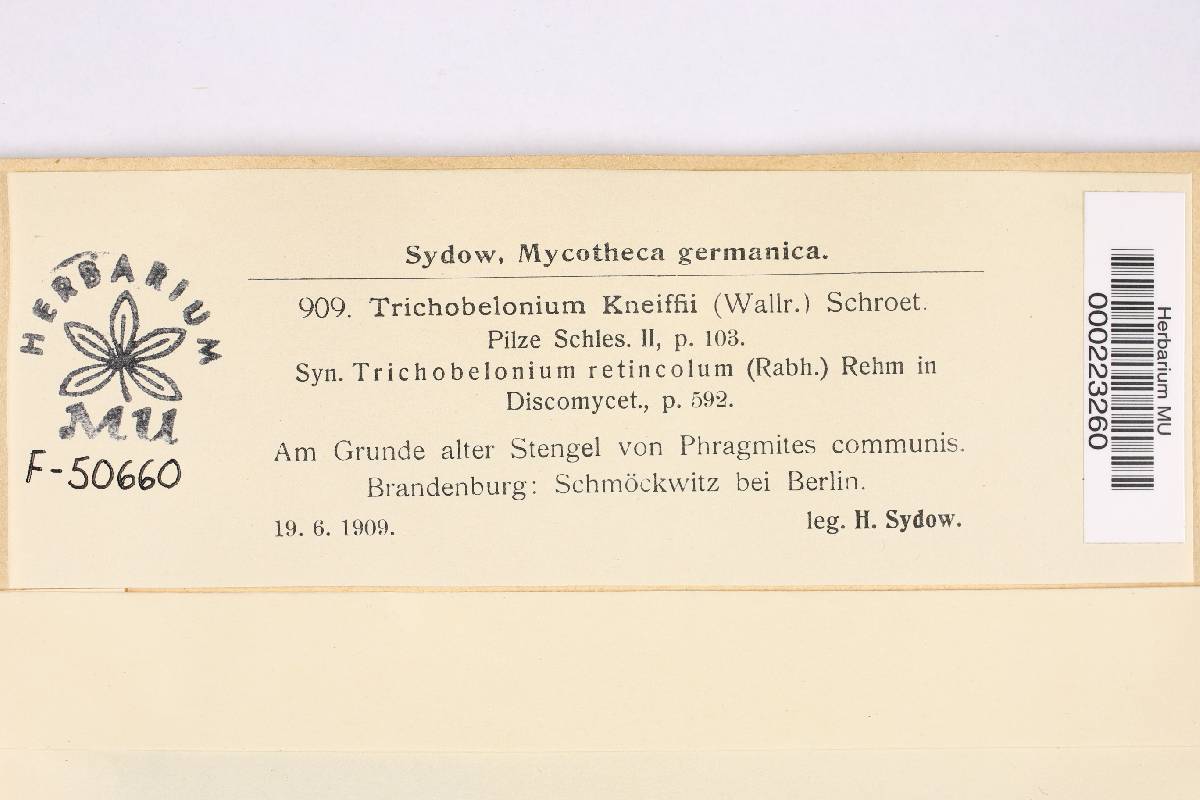 Sydow, Mycotheca germanica.
909. Trichobelonium Kneiffii (Wallr.) Schroet.
Pilze Schles. II, p. 103.
Syn. Trichobelonium retincolum (Rabh.) Rehm in
Discomycet., p. 592.
Am Grunde alter Stengel von Phragmites communis.
Brandenburg: Schmöckwitz bei Berlin.
19. 6. 1909.
leg. H. Sydow.
HERBARIUM
MU
F-50660
Herbarium MU
000223260